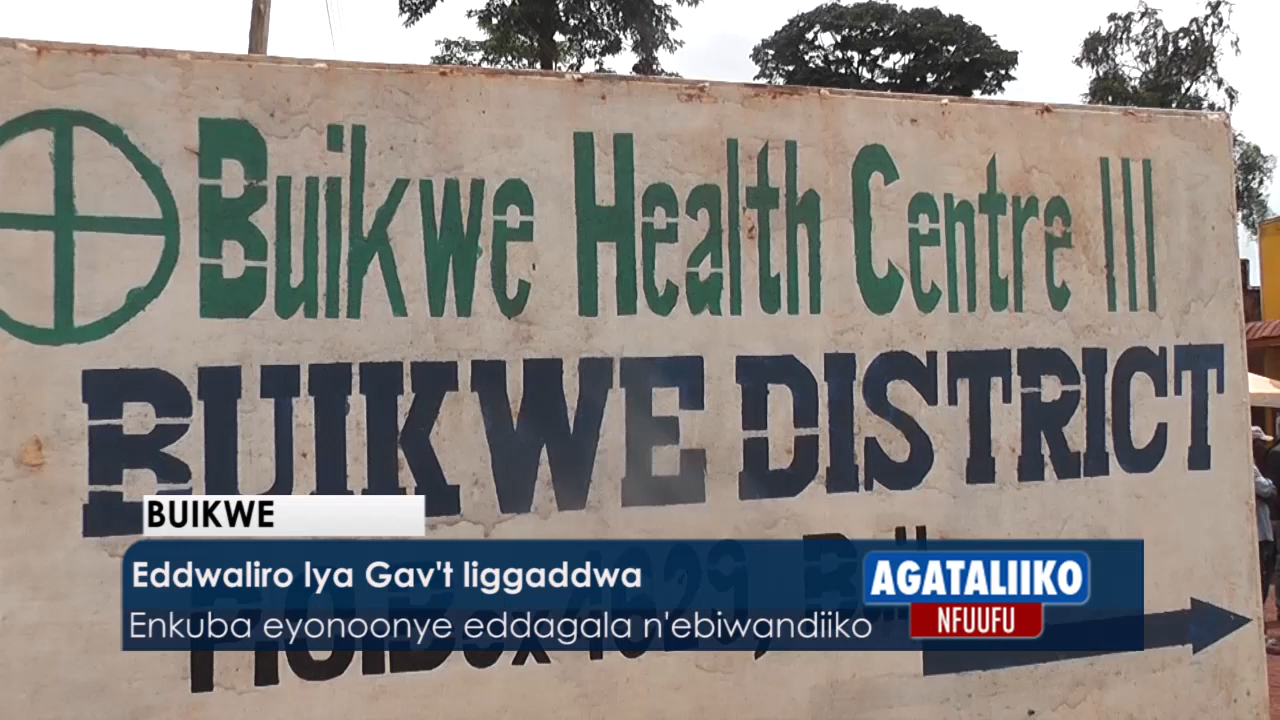 Buikwe Health Centre III
BUIKWE DISTRICT
BUIKWE
Eddwaliro lya Gav't liggaddwa
Enkuba eyonoonye eddagala n'ebiwandiiko
AGATALIIKO
NFUUFU